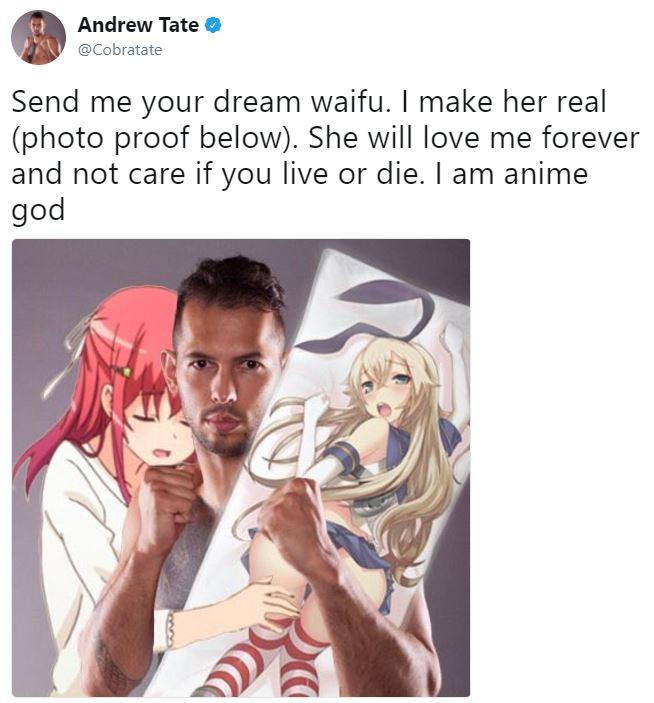 Andrew Tate
@Cobratate
Send me your dream waifu. I make her real
(photo proof below). She will love me forever
and not care if you live or die. I am anime
god